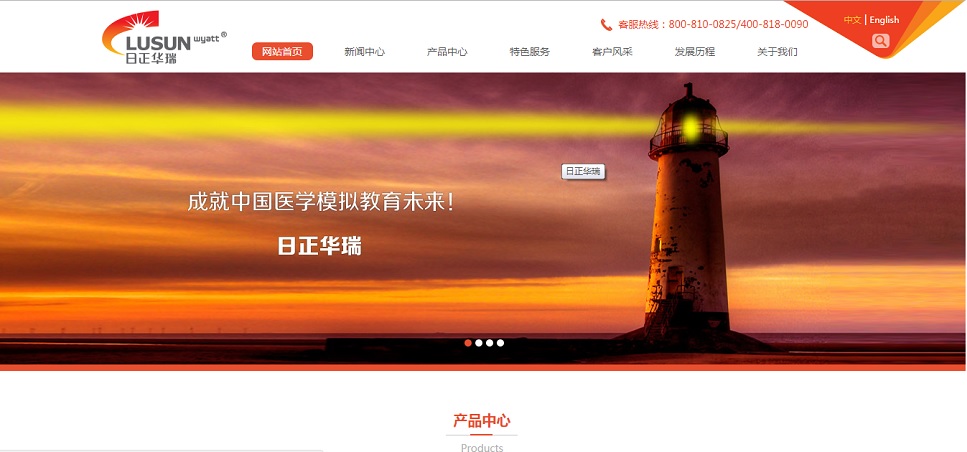 客服热线：800-810-0825/400-818-0090
中文 | English
LUSUN wyatt®
日正华瑞
网站首页 新闻中心 产品中心 特色服务 客户风采 发展历程 关于我们
日正华瑞
成就中国医学模拟教育未来!
日正华瑞
产品中心
Products